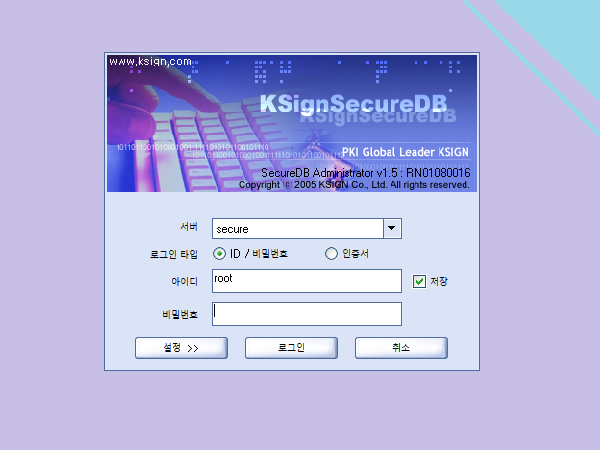 www.ksign.com
KSignSecureDB
KSignSecureDB
PKI Global Leader KSIGN
SecureDB Administrator v1.5 : RN01080016
Copyright © 2005 KSIGN Co., Ltd. All rights reserved.
서버
secure
로그인 타입
ID / 비밀번호
인증서
아이디
root
저장
비밀번호
설정 >>
로그인
취소